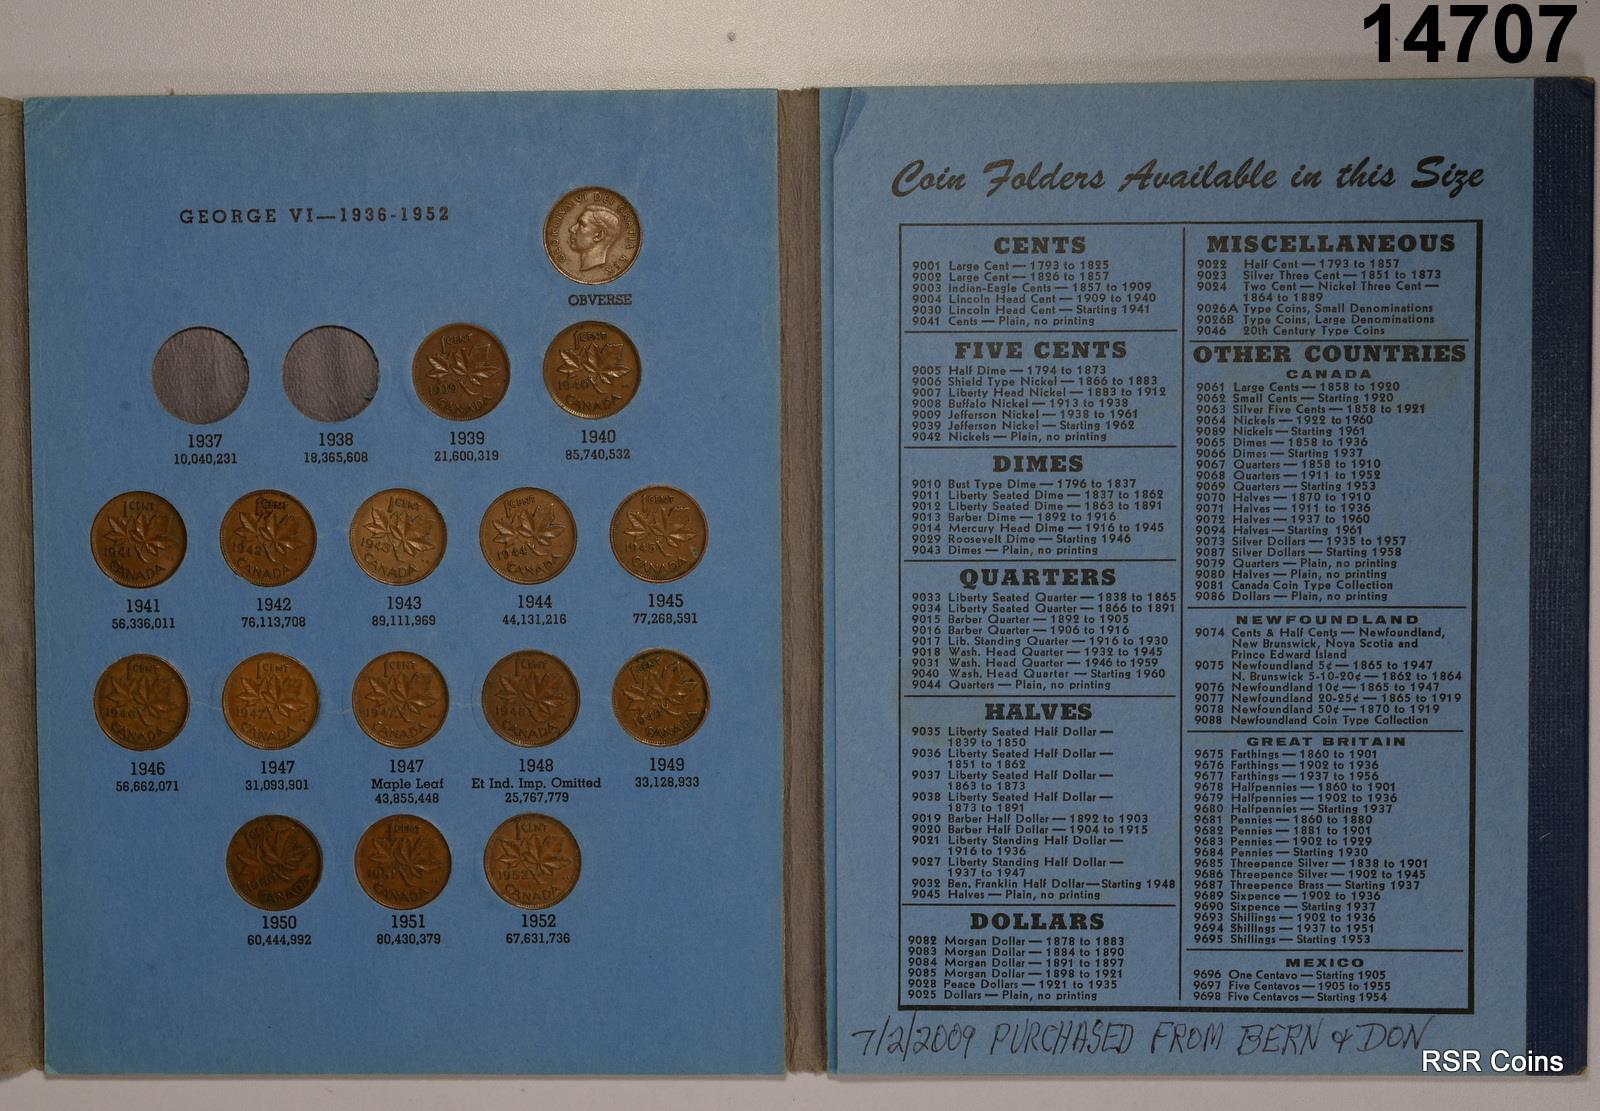 14707
GEORGE VI—1936-1952
OBVERSE
1937
10,040,231
1938
18,365,608
1939
21,600,319
1940
85,740,532
1941
56,336,011
1942
76,113,708
1943
89,111,969
1944
44,131,216
1945
77,268,591
1946
56,662,071
1947
31,093,901
1947
Maple Leaf
43,855,448
1948
Et Ind. Imp. Omitted
25,767,779
1949
33,128,933
1950
60,444,992
1951
80,430,379
1952
67,631,736
Coin Folders Available in this Size
CENTS
9001 Large Cent — 1793 to 1825
9002 Large Cent — 1826 to 1857
9003 Indian-Eagle Cents — 1857 to 1909
9004 Lincoln Head Cent — 1909 to 1940
9030 Lincoln Head Cent — Starting 1941
9041 Cents — Plain, no printing
FIVE CENTS
9005 Half Dime — 1794 to 1873
9006 Shield Type Nickel — 1866 to 1883
9007 Liberty Head Nickel — 1883 to 1912
9008 Buffalo Nickel — 1913 to 1938
9009 Jefferson Nickel — 1938 to 1961
9039 Jefferson Nickel — Starting 1962
9042 Nickels — Plain, no printing
DIMES
9010 Bust Type Dime — 1796 to 1837
9011 Liberty Seated Dime — 1837 to 1862
9012 Liberty Seated Dime — 1863 to 1891
9013 Barber Dime — 1892 to 1916
9014 Mercury Head Dime — 1916 to 1945
9029 Roosevelt Dime — Starting 1946
9043 Dimes — Plain, no printing
QUARTERS
9033 Liberty Seated Quarter — 1838 to 1865
9034 Liberty Seated Quarter — 1866 to 1891
9015 Barber Quarter — 1892 to 1905
9016 Barber Quarter — 1906 to 1916
9017 Lib. Standing Quarter — 1916 to 1930
9018 Wash. Head Quarter — 1932 to 1945
9031 Wash. Head Quarter — 1946 to 1959
9040 Wash. Head Quarter — Starting 1960
9044 Quarters — Plain, no printing
HALVES
9035 Liberty Seated Half Dollar —
1839 to 1850
9036 Liberty Seated Half Dollar —
1851 to 1862
9037 Liberty Seated Half Dollar —
1863 to 1873
9038 Liberty Seated Half Dollar —
1873 to 1891
9019 Barber Half Dollar — 1892 to 1903
9020 Barber Half Dollar — 1904 to 1915
9021 Liberty Standing Half Dollar —
1916 to 1936
9027 Liberty Standing Half Dollar —
1937 to 1947
9032 Ben. Franklin Half Dollar—Starting 1948
9045 Halves — Plain, no printing
DOLLARS
9082 Morgan Dollar — 1878 to 1883
9083 Morgan Dollar — 1884 to 1890
9084 Morgan Dollar — 1891 to 1897
9085 Morgan Dollar — 1898 to 1921
9028 Peace Dollars — 1921 to 1935
9025 Dollars — Plain, no printing
MISCELLANEOUS
9022 Half Cent — 1793 to 1857
9023 Silver Three Cent — 1851 to 1873
9024 Two Cent — Nickel Three Cent —
1864 to 1889
9026A Type Coins, Small Denominations
9026B Type Coins, Large Denominations
9046 20th Century Type Coins
OTHER COUNTRIES
CANADA
9061 Large Cents — 1858 to 1920
9062 Small Cents — Starting 1920
9063 Silver Five Cents — 1858 to 1921
9064 Nickels — 1922 to 1960
9089 Nickels — Starting 1961
9065 Dimes — 1858 to 1936
9066 Dimes — Starting 1937
9067 Quarters — 1858 to 1910
9068 Quarters — 1911 to 1952
9069 Quarters — Starting 1953
9070 Halves — 1870 to 1910
9071 Halves — 1911 to 1936
9072 Halves — 1937 to 1960
9094 Halves — Starting 1961
9073 Silver Dollars — 1935 to 1957
9087 Silver Dollars — Starting 1958
9079 Quarters — Plain, no printing
9080 Halves — Plain, no printing
9081 Canada Coin Type Collection
9086 Dollars — Plain, no printing
NEWFOUNDLAND
9074 Cents & Half Cents — Newfoundland,
New Brunswick, Nova Scotia and
Prince Edward Island
9075 Newfoundland 5¢ — 1865 to 1947
N. Brunswick 5-10-20¢ — 1862 to 1864
9076 Newfoundland 10¢ — 1865 to 1947
9077 Newfoundland 20-25¢ — 1865 to 1919
9078 Newfoundland 50¢ — 1870 to 1919
9088 Newfoundland Coin Type Collection
GREAT BRITAIN
9675 Farthings — 1860 to 1901
9676 Farthings — 1902 to 1936
9677 Farthings — 1937 to 1956
9678 Halfpennies — 1860 to 1901
9679 Halfpennies — 1902 to 1936
9680 Halfpennies — Starting 1937
9681 Pennies — 1860 to 1880
9682 Pennies — 1881 to 1901
9683 Pennies — 1902 to 1929
9684 Pennies — Starting 1930
9685 Threepence Silver — 1838 to 1901
9686 Threepence Silver — 1902 to 1945
9687 Threepence Brass — Starting 1937
9689 Sixpence — 1902 to 1936
9690 Sixpence — Starting 1937
9693 Shillings — 1902 to 1936
9694 Shillings — 1937 to 1951
9695 Shillings — Starting 1953
MEXICO
9696 One Centavo — Starting 1905
9697 Five Centavos — 1905 to 1955
9698 Five Centavos — Starting 1954
7/2/2009 PURCHASED FROM BERN & DON
RSR Coins